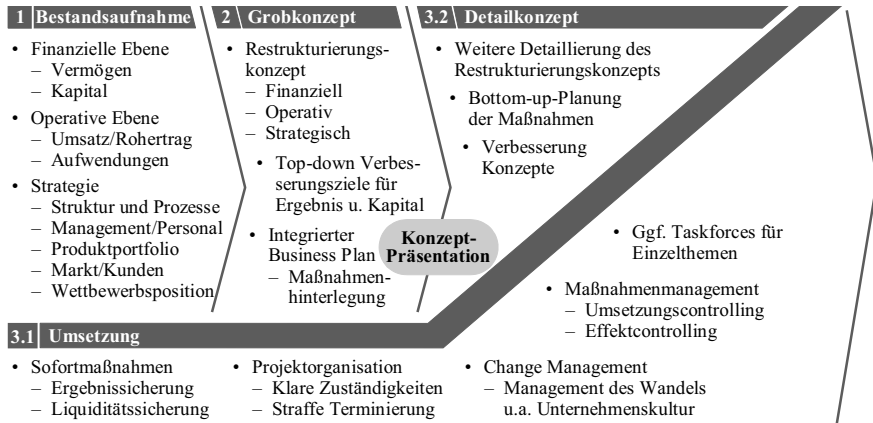 1 Bestandsaufnahme
• Finanzielle Ebene
– Vermögen
– Kapital
• Operative Ebene
– Umsatz/Rohertrag
– Aufwendungen
• Strategie
– Struktur und Prozesse
– Management/Personal
– Produktportfolio
– Markt/Kunden
– Wettbewerbsposition
2 Grobkonzept
• Restrukturierungs-
konzept
– Finanziell
– Operativ
– Strategisch
• Top-down Verbes-
serungsziele für
Ergebnis u. Kapital
• Integrierter
Business Plan
– Maßnahmen-
hinterlegung
Konzept-
Präsentation
3.2 Detailkonzept
• Weitere Detaillierung des
Restrukturierungskonzepts
• Bottom-up-Planung
der Maßnahmen
• Verbesserung
Konzepte
• Ggf. Taskforces für
Einzelthemen
• Maßnahmenmanagement
– Umsetzungscontrolling
– Effektcontrolling
3.1 Umsetzung
• Sofortmaßnahmen
– Ergebnissicherung
– Liquiditätssicherung
• Projektorganisation
– Klare Zuständigkeiten
– Straffe Terminierung
• Change Management
– Management des Wandels
u.a. Unternehmenskultur